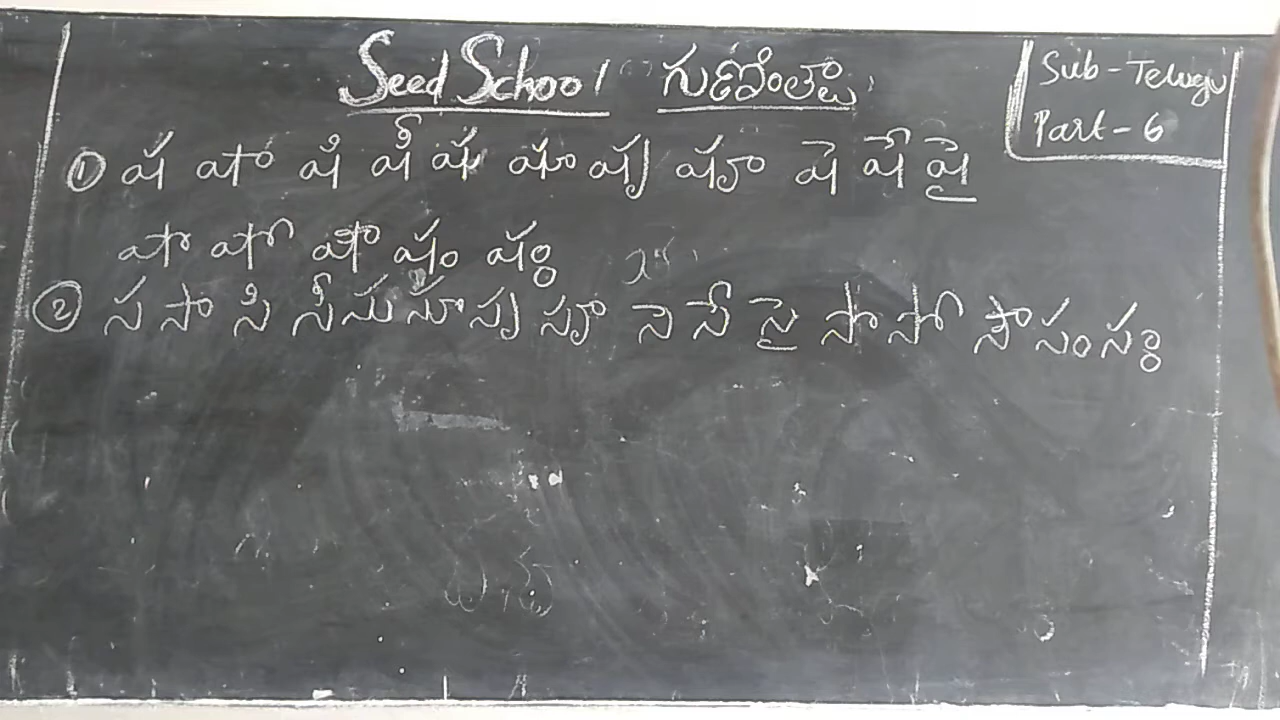 Seed School గుణింతాలు
Sub-Telugu
Part-6
① ష షా షి షీ షు షూ షృ షౄ షె షే షై
షొ షో షౌ షం షః
② స సా సి సీ సు సూ సృ సౄ సె సే సై సొ సో సౌ సం సః